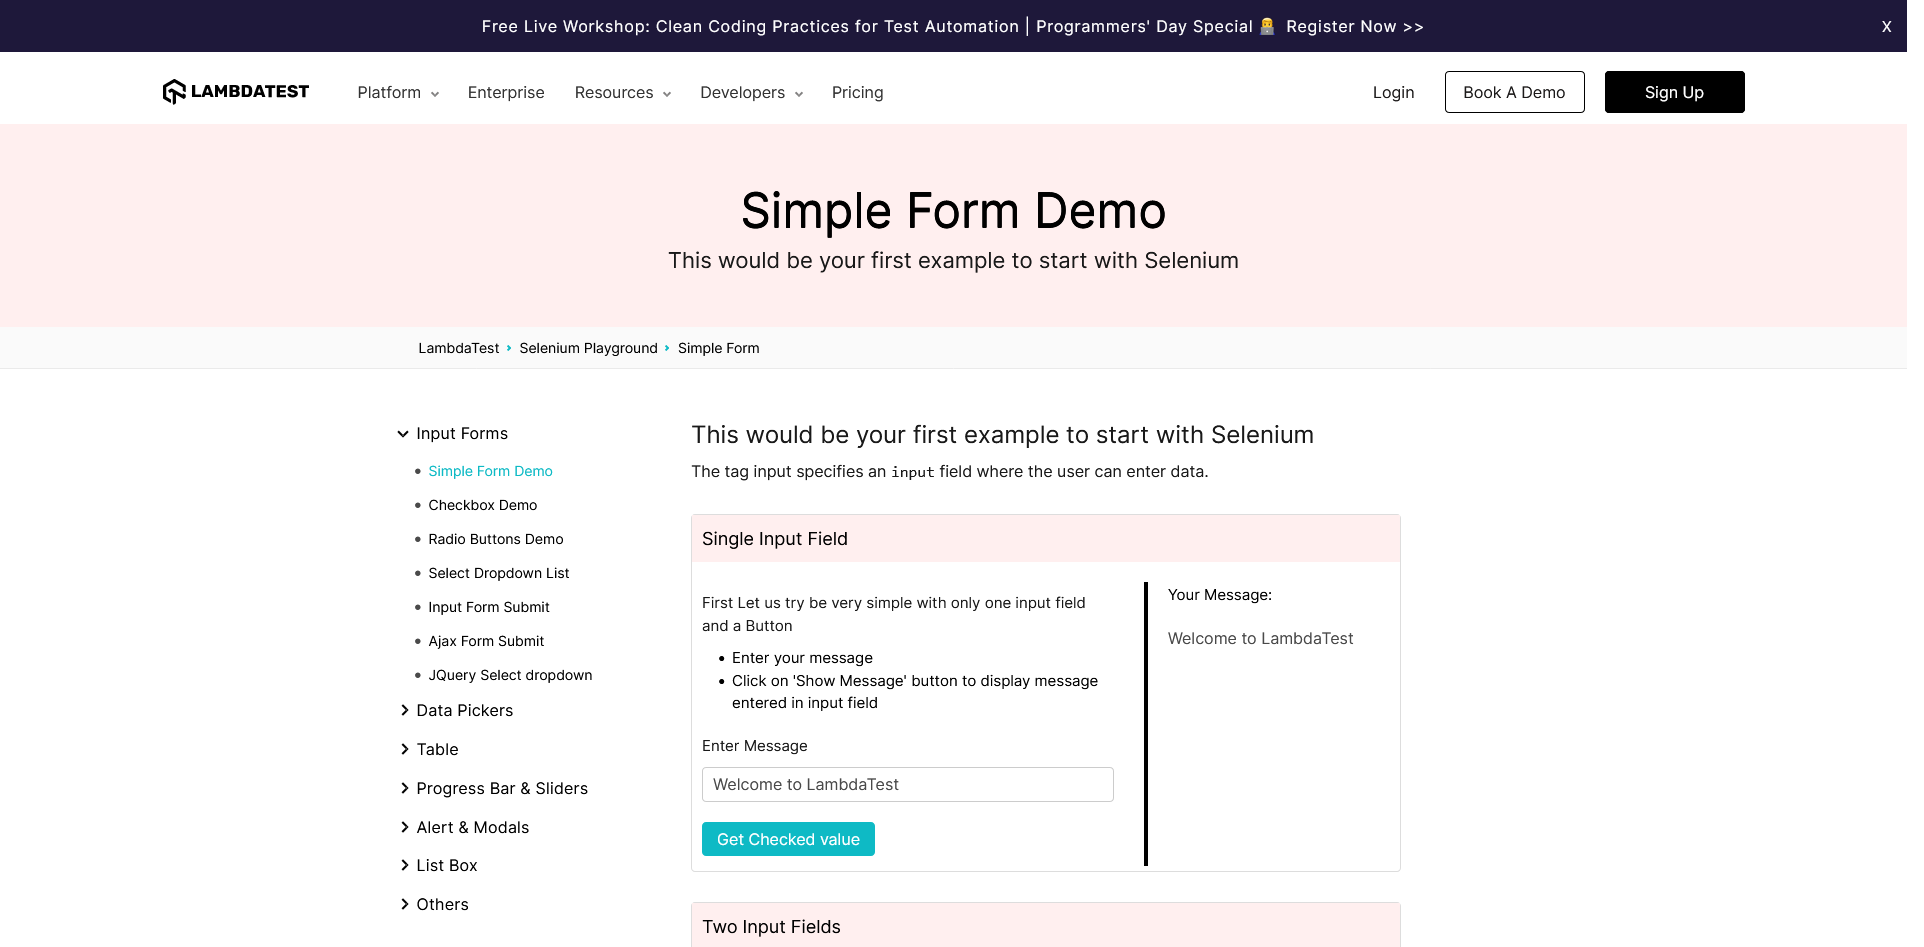 Free Live Workshop: Clean Coding Practices for Test Automation | Programmers' Day Special 👨‍💻 Register Now >>
X
LAMBDATEST
Platform
Enterprise
Resources
Developers
Pricing
Login
Book A Demo
Sign Up
Simple Form Demo
This would be your first example to start with Selenium
LambdaTest › Selenium Playground › Simple Form
Input Forms
Simple Form Demo
Checkbox Demo
Radio Buttons Demo
Select Dropdown List
Input Form Submit
Ajax Form Submit
JQuery Select dropdown
Data Pickers
Table
Progress Bar & Sliders
Alert & Modals
List Box
Others
This would be your first example to start with Selenium
The tag input specifies an input field where the user can enter data.
Single Input Field
First Let us try be very simple with only one input field
and a Button
• Enter your message
• Click on 'Show Message' button to display message
entered in input field
Enter Message
Welcome to LambdaTest
Get Checked value
Your Message:
Welcome to LambdaTest
Two Input Fields